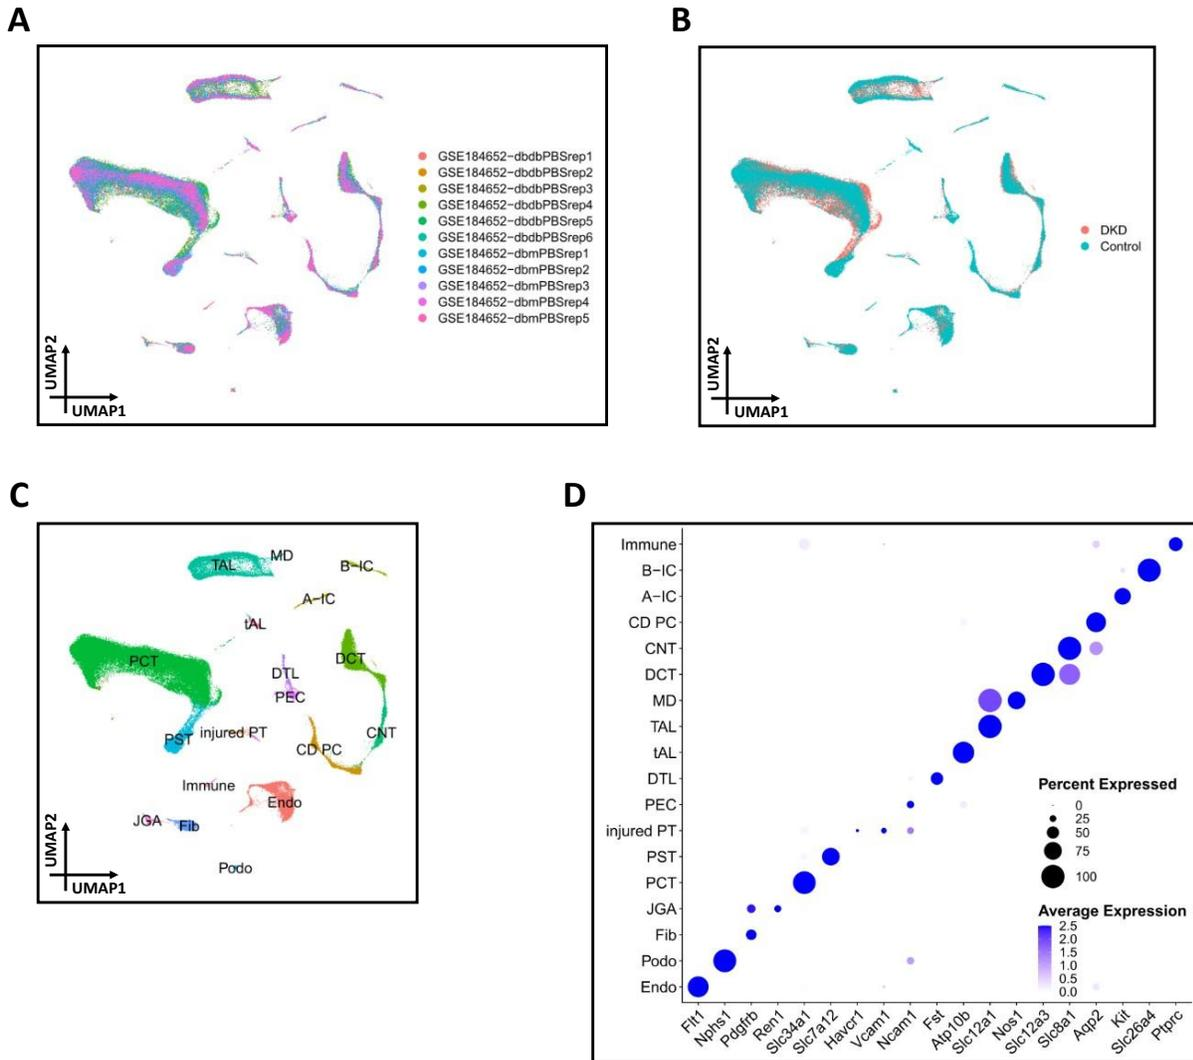 A
GSE184652-dbdbPBSrep1
GSE184652-dbdbPBSrep2
GSE184652-dbdbPBSrep3
GSE184652-dbdbPBSrep4
GSE184652-dbdbPBSrep5
GSE184652-dbdbPBSrep6
GSE184652-dbmPBSrep1
GSE184652-dbmPBSrep2
GSE184652-dbmPBSrep3
GSE184652-dbmPBSrep4
GSE184652-dbmPBSrep5
UMAP2
UMAP1
B
DKD
Control
UMAP2
UMAP1
C
TAL
MD
B-IC
A-IC
tAL
PCT
DTL
PEC
DCT
PST
injured PT
CD PC
CNT
Immune
Endo
JGA
Fib
Podo
UMAP2
UMAP1
D
Immune
B-IC
A-IC
CD PC
CNT
DCT
MD
TAL
tAL
DTL
PEC
injured PT
PST
PCT
JGA
Fib
Podo
Endo
Flt1
Nphs1
Pdgfrb
Ren1
Slc34a1
Slc7a12
Havcr1
Vcam1
Ncam1
Fst
Atp10b
Slc12a1
Nos1
Slc12a3
Slc8a1
Aqp2
Kit
Slc26a4
Ptprc
Percent Expressed
0
25
50
75
100
Average Expression
2.5
2.0
1.5
1.0
0.5
0.0